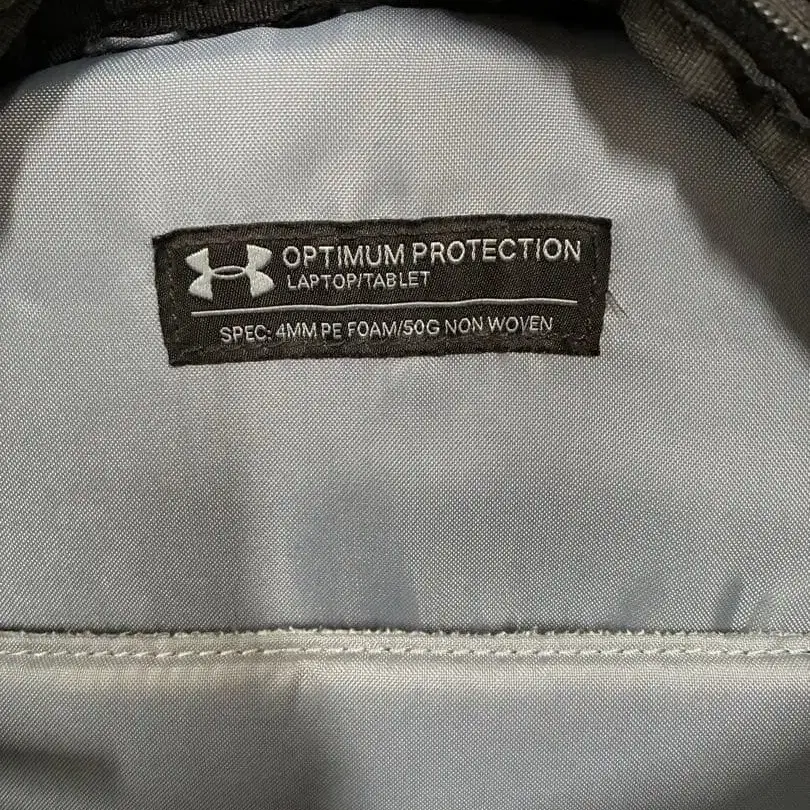 OPTIMUM PROTECTION
LAPTOP/TABLET
SPEC: 4MM PE FOAM/50G NON WOVEN